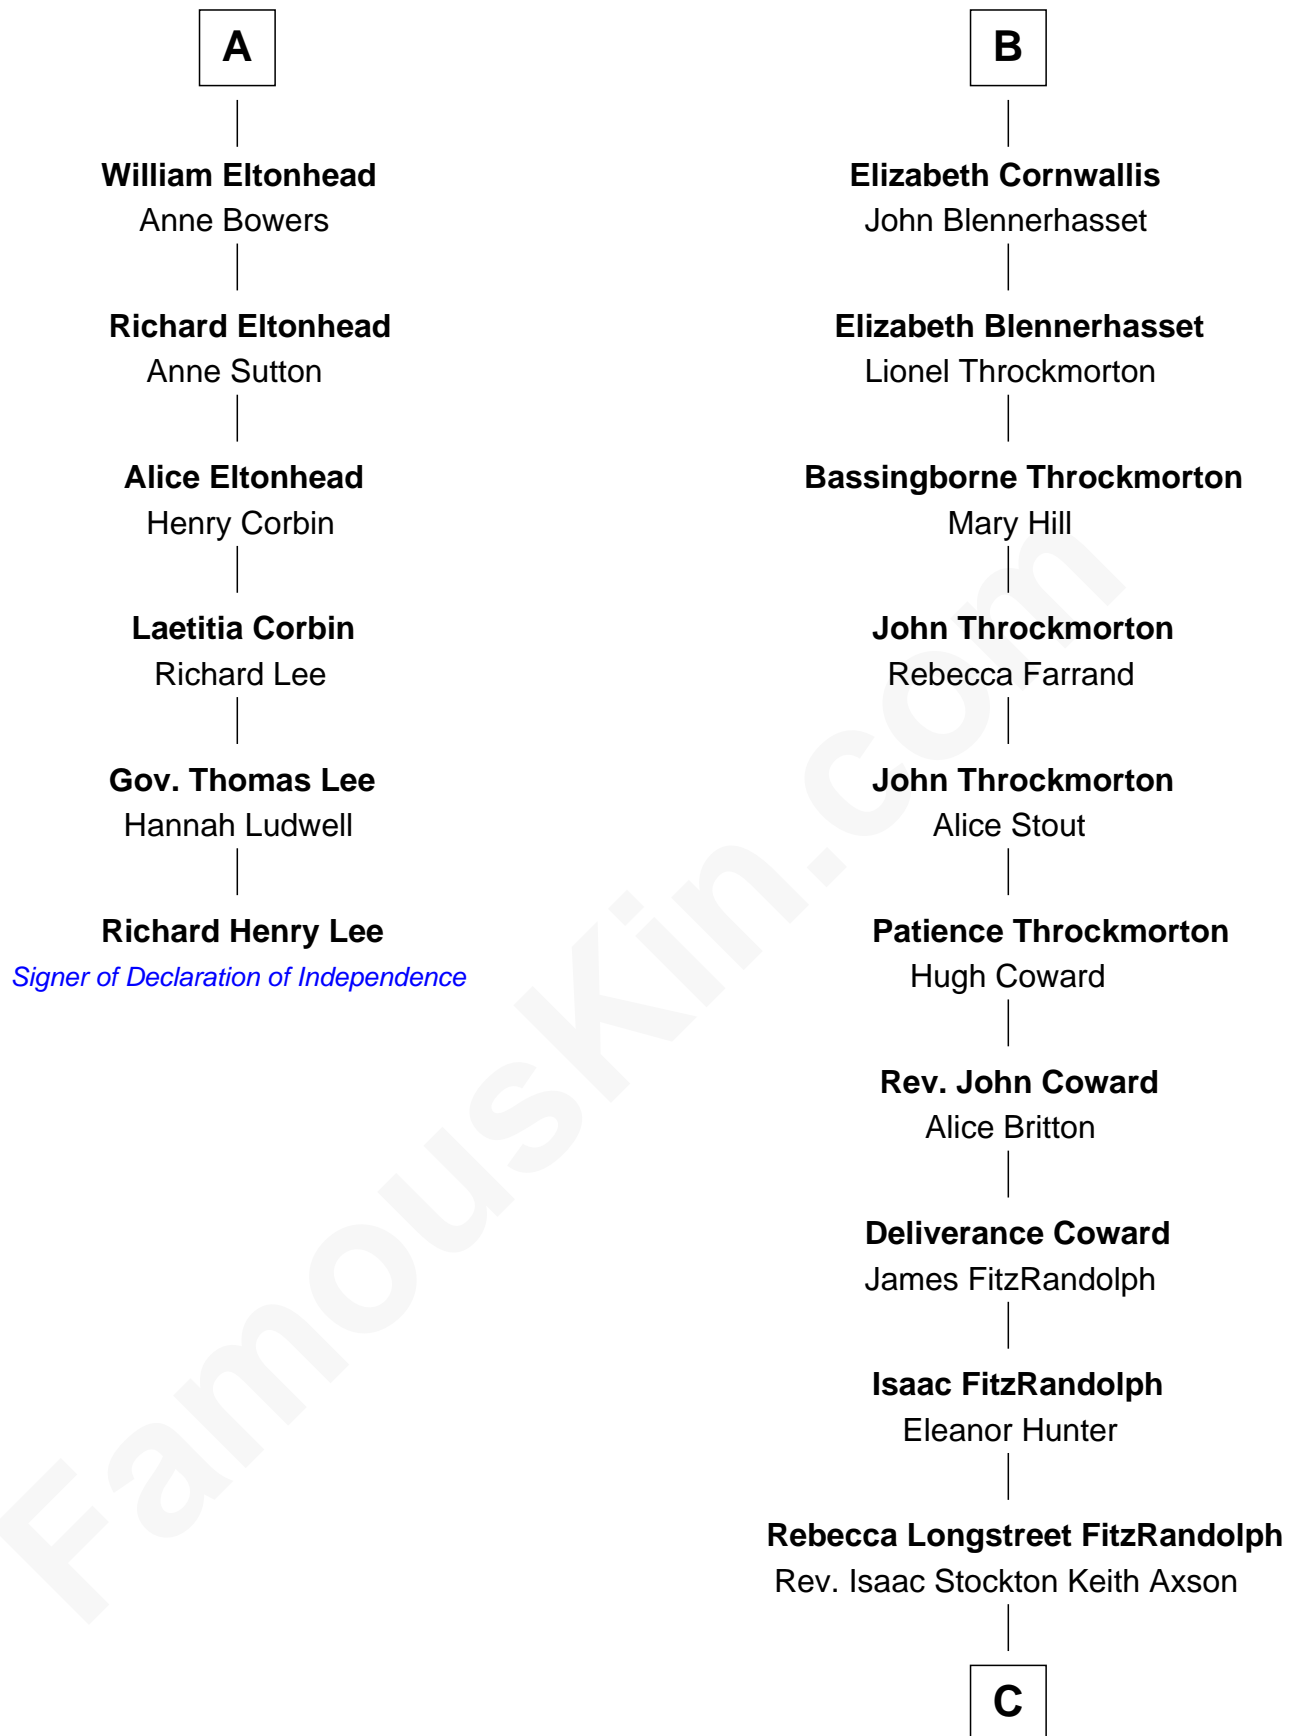 A
William Eltonhead
Anne Bowers
Richard Eltonhead
Anne Sutton
Alice Eltonhead
Henry Corbin
Laetitia Corbin
Richard Lee
Gov. Thomas Lee
Hannah Ludwell
Richard Henry Lee
Signer of Declaration of Independence
B
Elizabeth Cornwallis
John Blennerhasset
Elizabeth Blennerhasset
Lionel Throckmorton
Bassingborne Throckmorton
Mary Hill
John Throckmorton
Rebecca Farrand
John Throckmorton
Alice Stout
Patience Throckmorton
Hugh Coward
Rev. John Coward
Alice Britton
Deliverance Coward
James FitzRandolph
Isaac FitzRandolph
Eleanor Hunter
Rebecca Longstreet FitzRandolph
Rev. Isaac Stockton Keith Axson
C
FamousKin.com